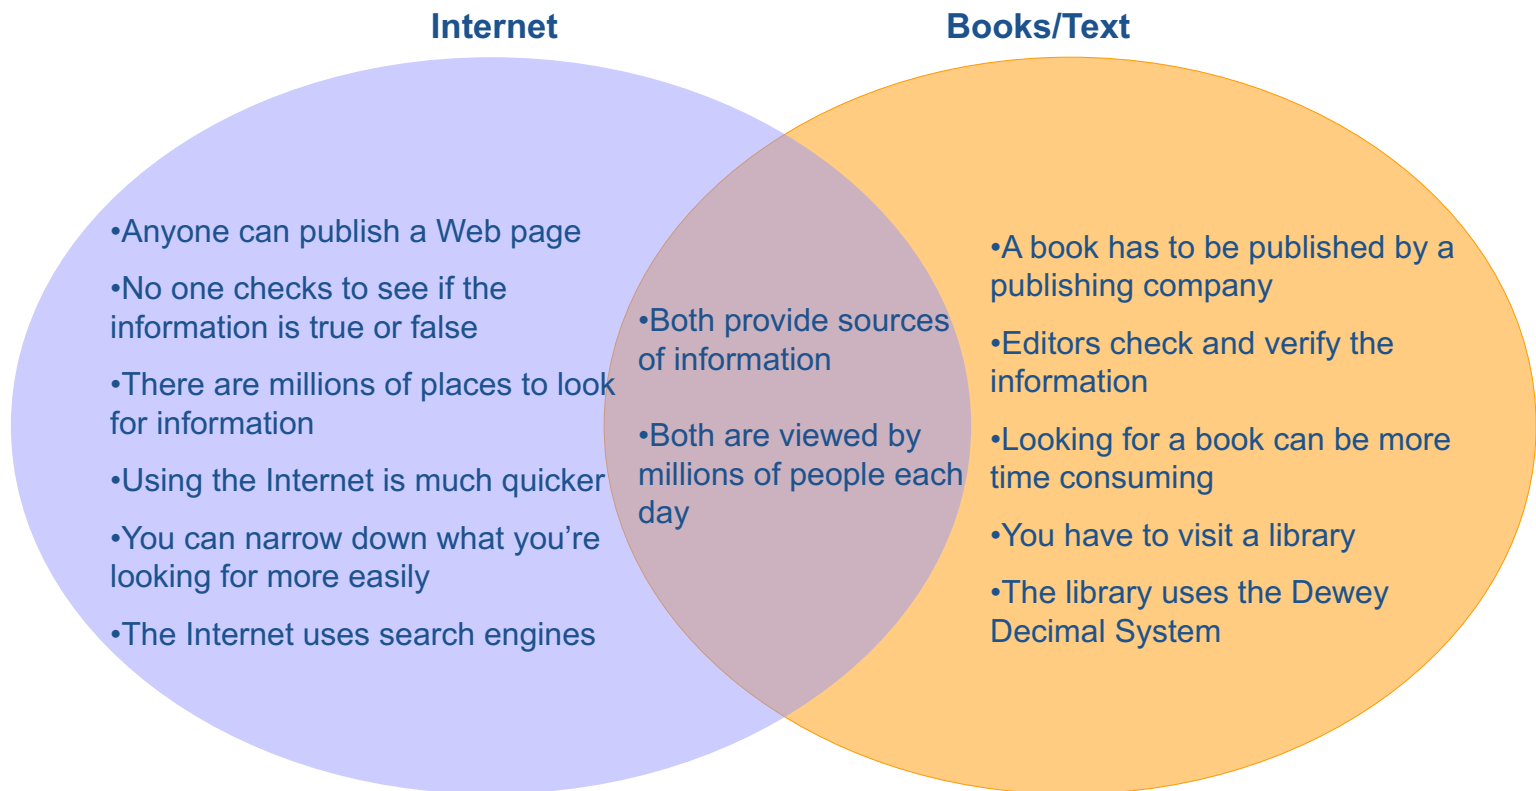 Internet
Books/Text
•Anyone can publish a Web page
•No one checks to see if the
information is true or false
•There are millions of places to look
for information
•Using the Internet is much quicker
•You can narrow down what you’re
looking for more easily
•The Internet uses search engines
•Both provide sources
of information
•Both are viewed by
millions of people each
day
•A book has to be published by a
publishing company
•Editors check and verify the
information
•Looking for a book can be more
time consuming
•You have to visit a library
•The library uses the Dewey
Decimal System